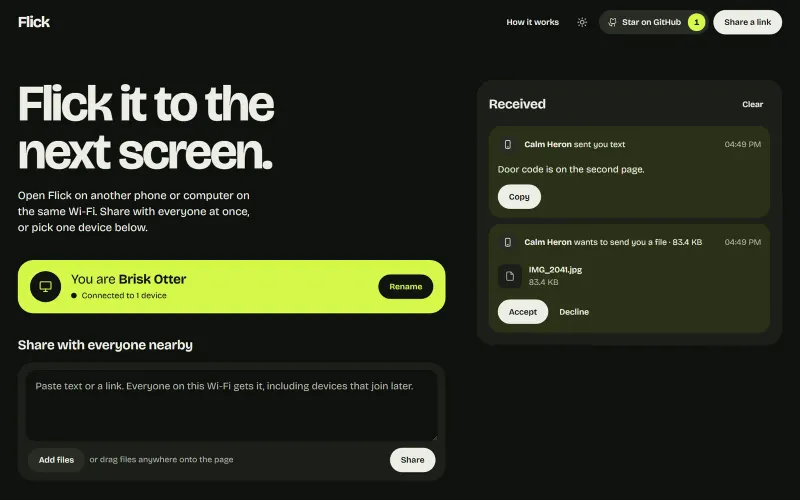 Flick
How it works
Star on GitHub 1
Share a link
Flick it to the
next screen.
Open Flick on another phone or computer on
the same Wi-Fi. Share with everyone at once,
or pick one device below.
You are Brisk Otter
Connected to 1 device
Rename
Share with everyone nearby
Paste text or a link. Everyone on this Wi-Fi gets it, including devices that join later.
Add files
or drag files anywhere onto the page
Share
Received
Clear
Calm Heron sent you text
04:49 PM
Door code is on the second page.
Copy
Calm Heron wants to send you a file · 83.4 KB
04:49 PM
IMG_2041.jpg
83.4 KB
Accept
Decline